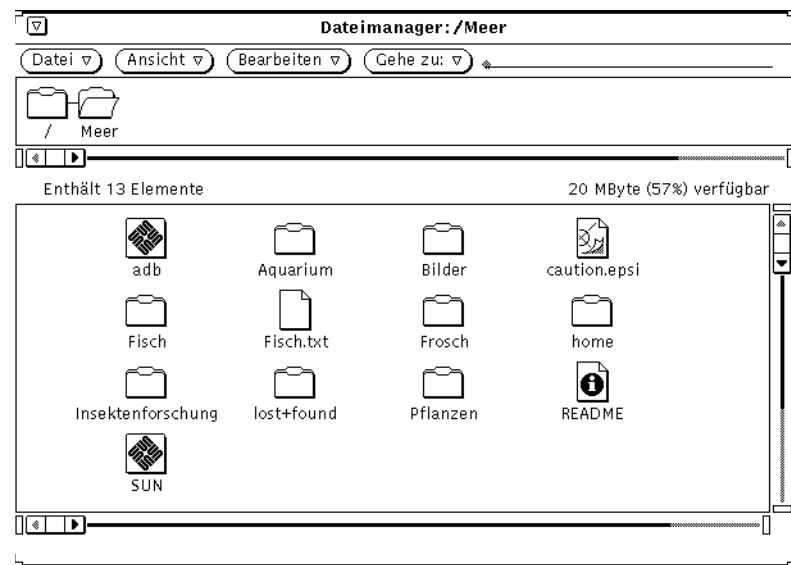 Dateimanager:/Meer
Datei Ansicht Bearbeiten Gehe zu:
/ Meer
Enthält 13 Elemente 20 MByte (57%) verfügbar
adb Aquarium Bilder caution.epsi
Fisch Fisch.txt Frosch home
Insektenforschung lost+found Pflanzen README
SUN